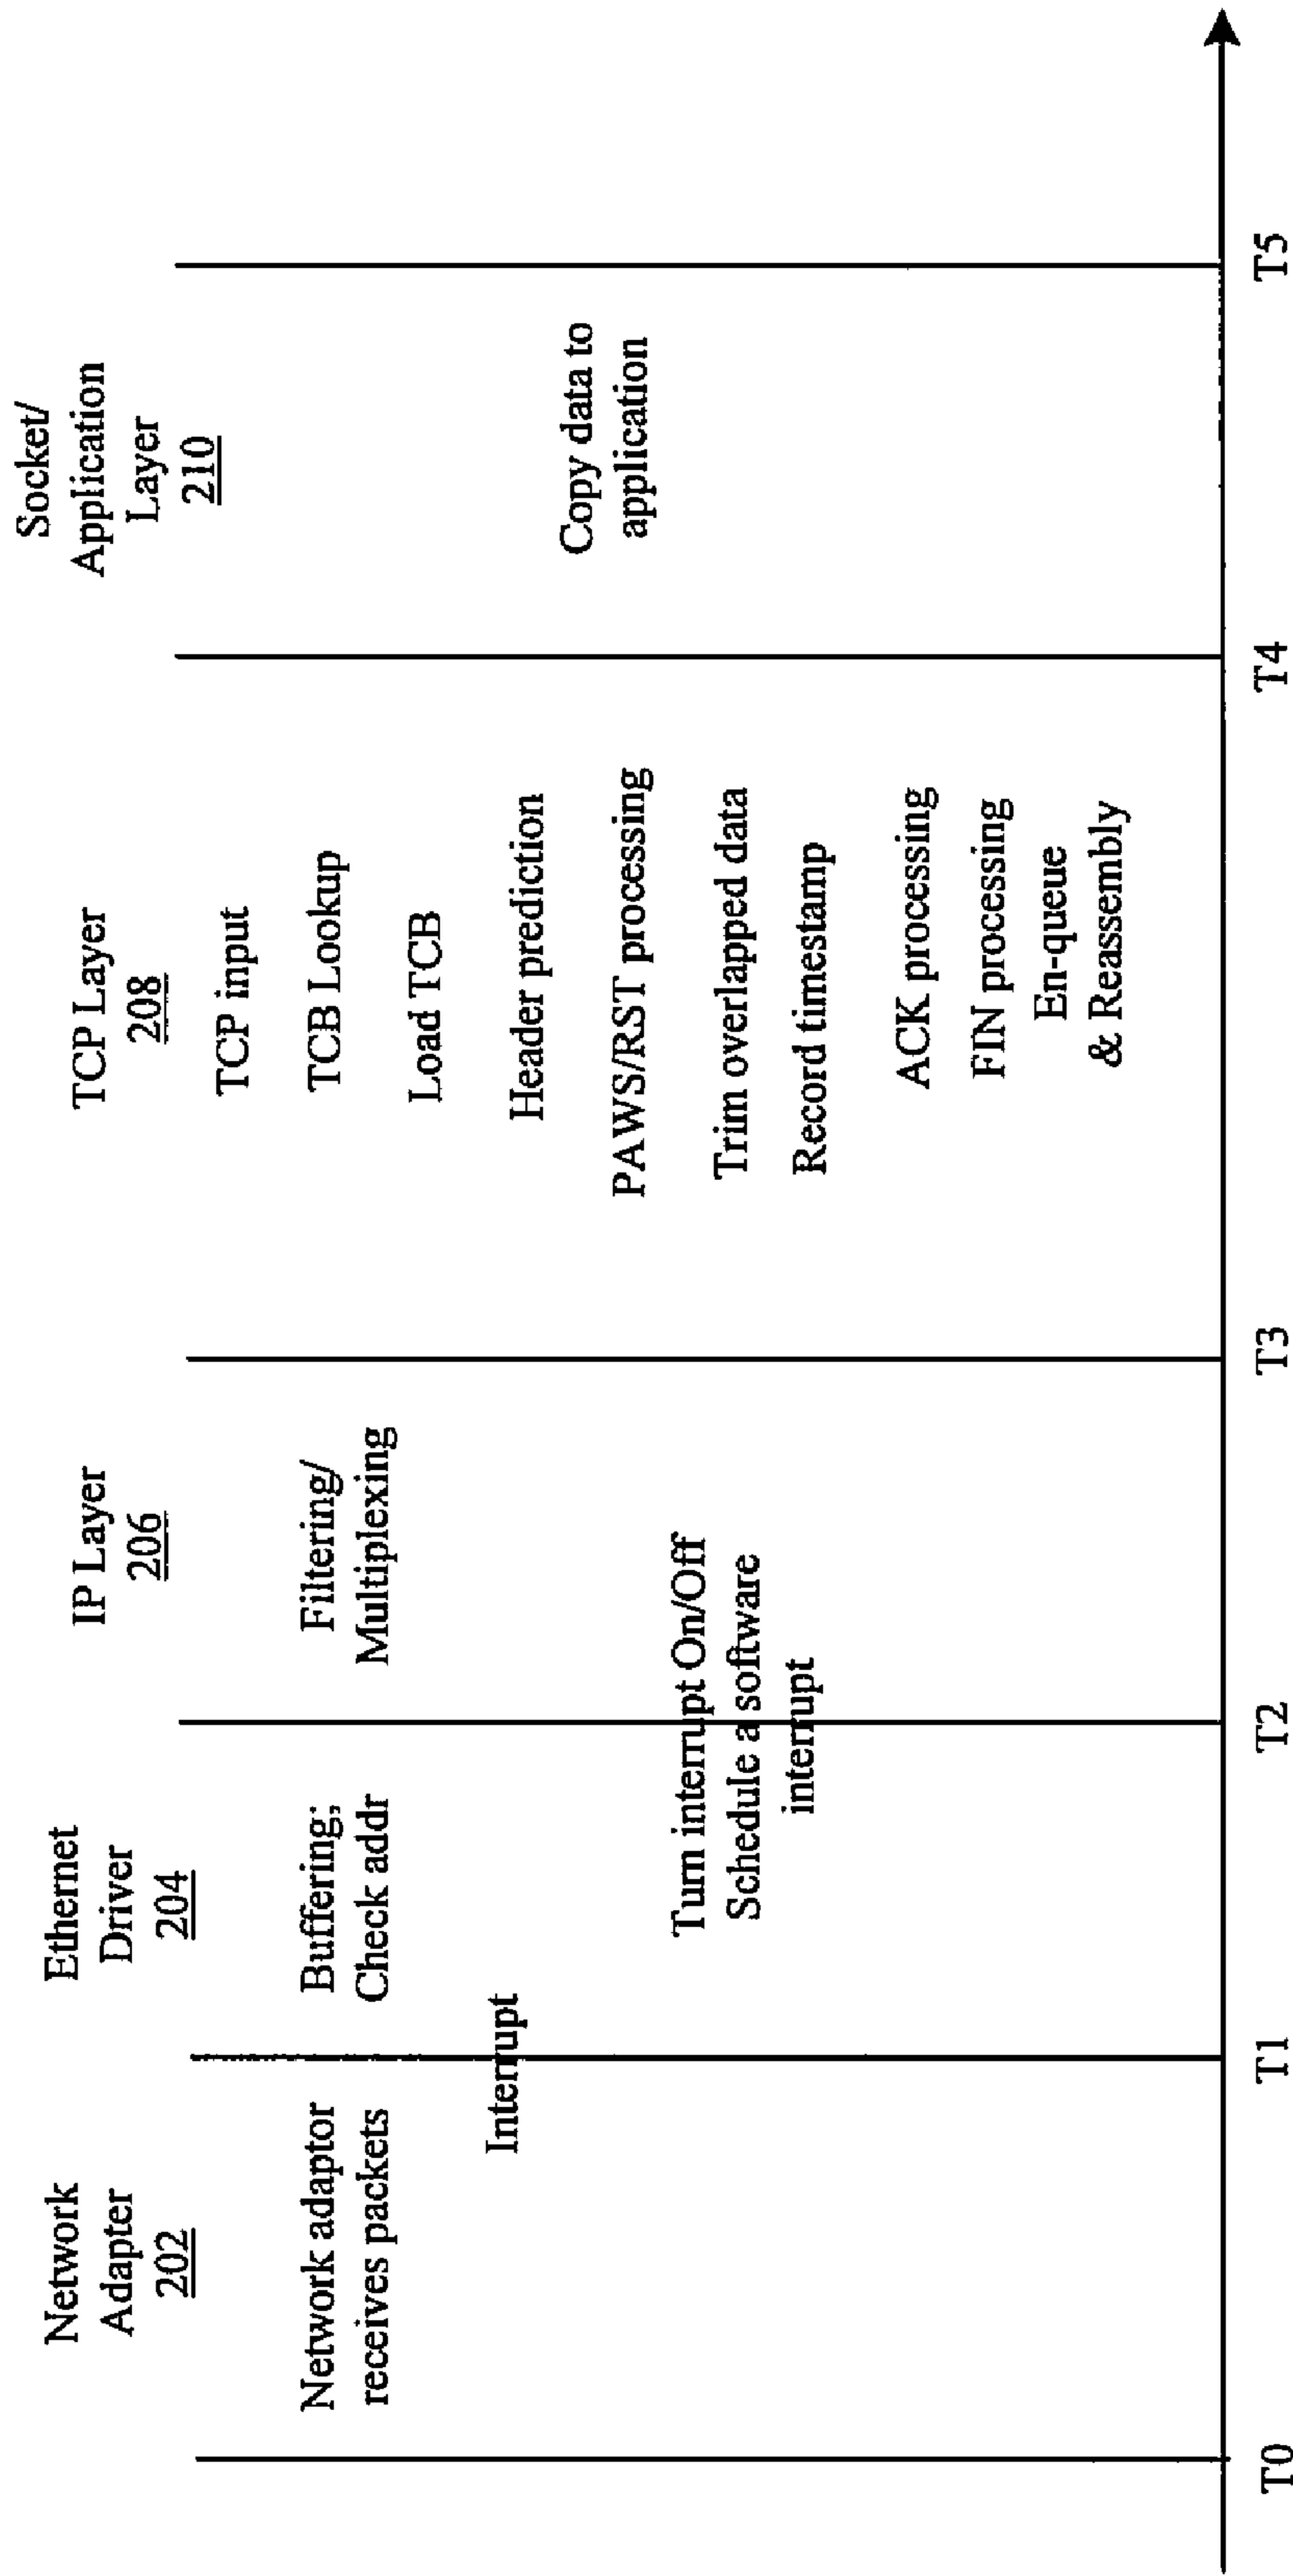 Network
Adapter
202
Ethernet
Driver
204
IP Layer
206
TCP Layer
208
Socket/
Application
Layer
210
Network adaptor
receives packets
Interrupt
Buffering;
Check addr
Turn interrupt On/Off
Schedule a software
interrupt
Filtering/
Multiplexing
TCP input
TCB Lookup
Load TCB
Header prediction
PAWS/RST processing
Trim overlapped data
Record timestamp
ACK processing
FIN processing
En-queue
& Reassembly
Copy data to
application
T0
T1
T2
T3
T4
T5